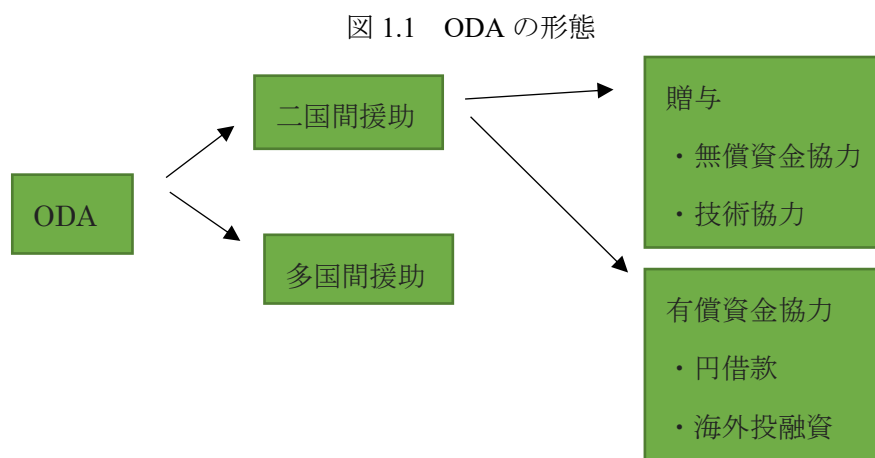 図 1.1 ODA の形態
ODA
二国間援助
多国間援助
贈与
・無償資金協力
・技術協力
有償資金協力
・円借款
・海外投融資